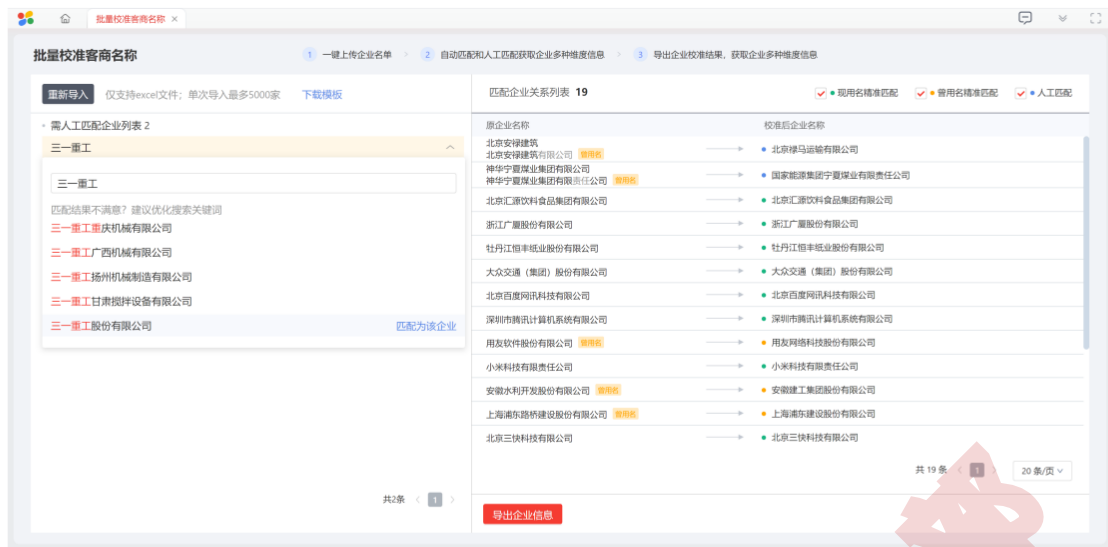 批量校准客商名称 ×
批量校准客商名称
1 一键上传企业名单 > 2 自动匹配和人工匹配获取企业多种维度信息 > 3 导出企业校准结果，获取企业多种维度信息
重新导入 仅支持excel文件；单次导入最多5000家 下载模板
需人工匹配企业列表 2
三一重工
三一重工
匹配结果不满意？建议优化搜索关键词
三一重工重庆机械有限公司
三一重工广西机械有限公司
三一重工扬州机械制造有限公司
三一重工甘肃搅拌设备有限公司
三一重工股份有限公司 匹配为该企业
共2条 < 1 >
匹配企业关系列表 19
现用名精准匹配 曾用名精准匹配 人工匹配
原企业名称 校准后企业名称
北京安禄建筑
北京安禄建筑有限公司 曾用名 北京禄马运输有限公司
神华宁夏煤业集团有限公司
神华宁夏煤业集团有限责任公司 曾用名 国家能源集团宁夏煤业有限责任公司
北京汇源饮料食品集团有限公司 北京汇源饮料食品集团有限公司
浙江广厦股份有限公司 浙江广厦股份有限公司
牡丹江恒丰纸业股份有限公司 牡丹江恒丰纸业股份有限公司
大众交通（集团）股份有限公司 大众交通（集团）股份有限公司
北京百度网讯科技有限公司 北京百度网讯科技有限公司
深圳市腾讯计算机系统有限公司 深圳市腾讯计算机系统有限公司
用友软件股份有限公司 曾用名 用友网络科技股份有限公司
小米科技有限责任公司 小米科技有限责任公司
安徽水利开发股份有限公司 曾用名 安徽建工集团股份有限公司
上海浦东路桥建设股份有限公司 曾用名 上海浦东建设股份有限公司
北京三快科技有限公司 北京三快科技有限公司
共 19 条 < 1 > 20 条/页
导出企业信息